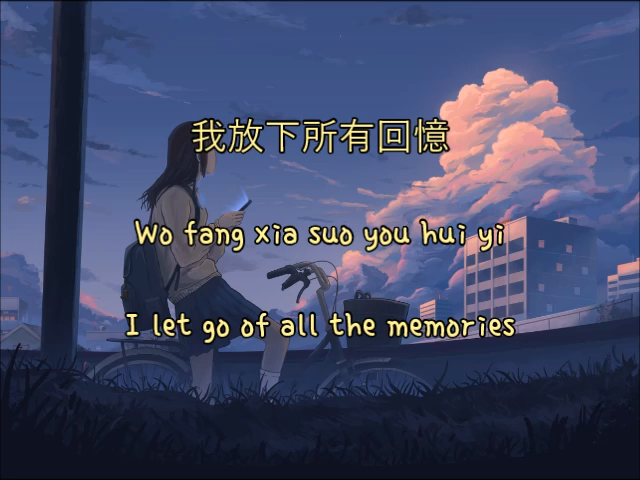 我放下所有回憶
Wo fang xia suo you hui yi
I let go of all the memories